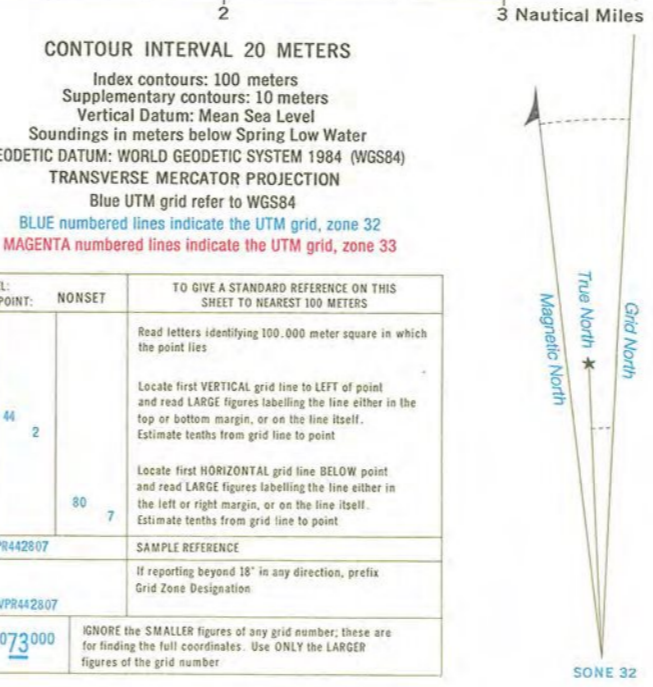 2
3 Nautical Miles
CONTOUR INTERVAL 20 METERS
Index contours: 100 meters
Supplementary contours: 10 meters
Vertical Datum: Mean Sea Level
Soundings in meters below Spring Low Water
EODETIC DATUM: WORLD GEODETIC SYSTEM 1984 (WGS84)
TRANSVERSE MERCATOR PROJECTION
Blue UTM grid refer to WGS84
BLUE numbered lines indicate the UTM grid, zone 32
MAGENTA numbered lines indicate the UTM grid, zone 33
L:
POINT: NONSET
TO GIVE A STANDARD REFERENCE ON THIS
SHEET TO NEAREST 100 METERS
Read letters identifying 100.000 meter square in which
the point lies
Locate first VERTICAL grid line to LEFT of point
and read LARGE figures labelling the line either in the
top or bottom margin, or on the line itself.
Estimate tenths from grid line to point
44
2
Locate first HORIZONTAL grid line BELOW point
and read LARGE figures labelling the line either in
the left or right margin, or on the line itself.
Estimate tenths from grid line to point
80
7
PR442807
SAMPLE REFERENCE
If reporting beyond 18° in any direction, prefix
Grid Zone Designation
VPR442807
073000
IGNORE the SMALLER figures of any grid number; these are
for finding the full coordinates. Use ONLY the LARGER
figures of the grid number
Magnetic North
True North
Grid North
SONE 32